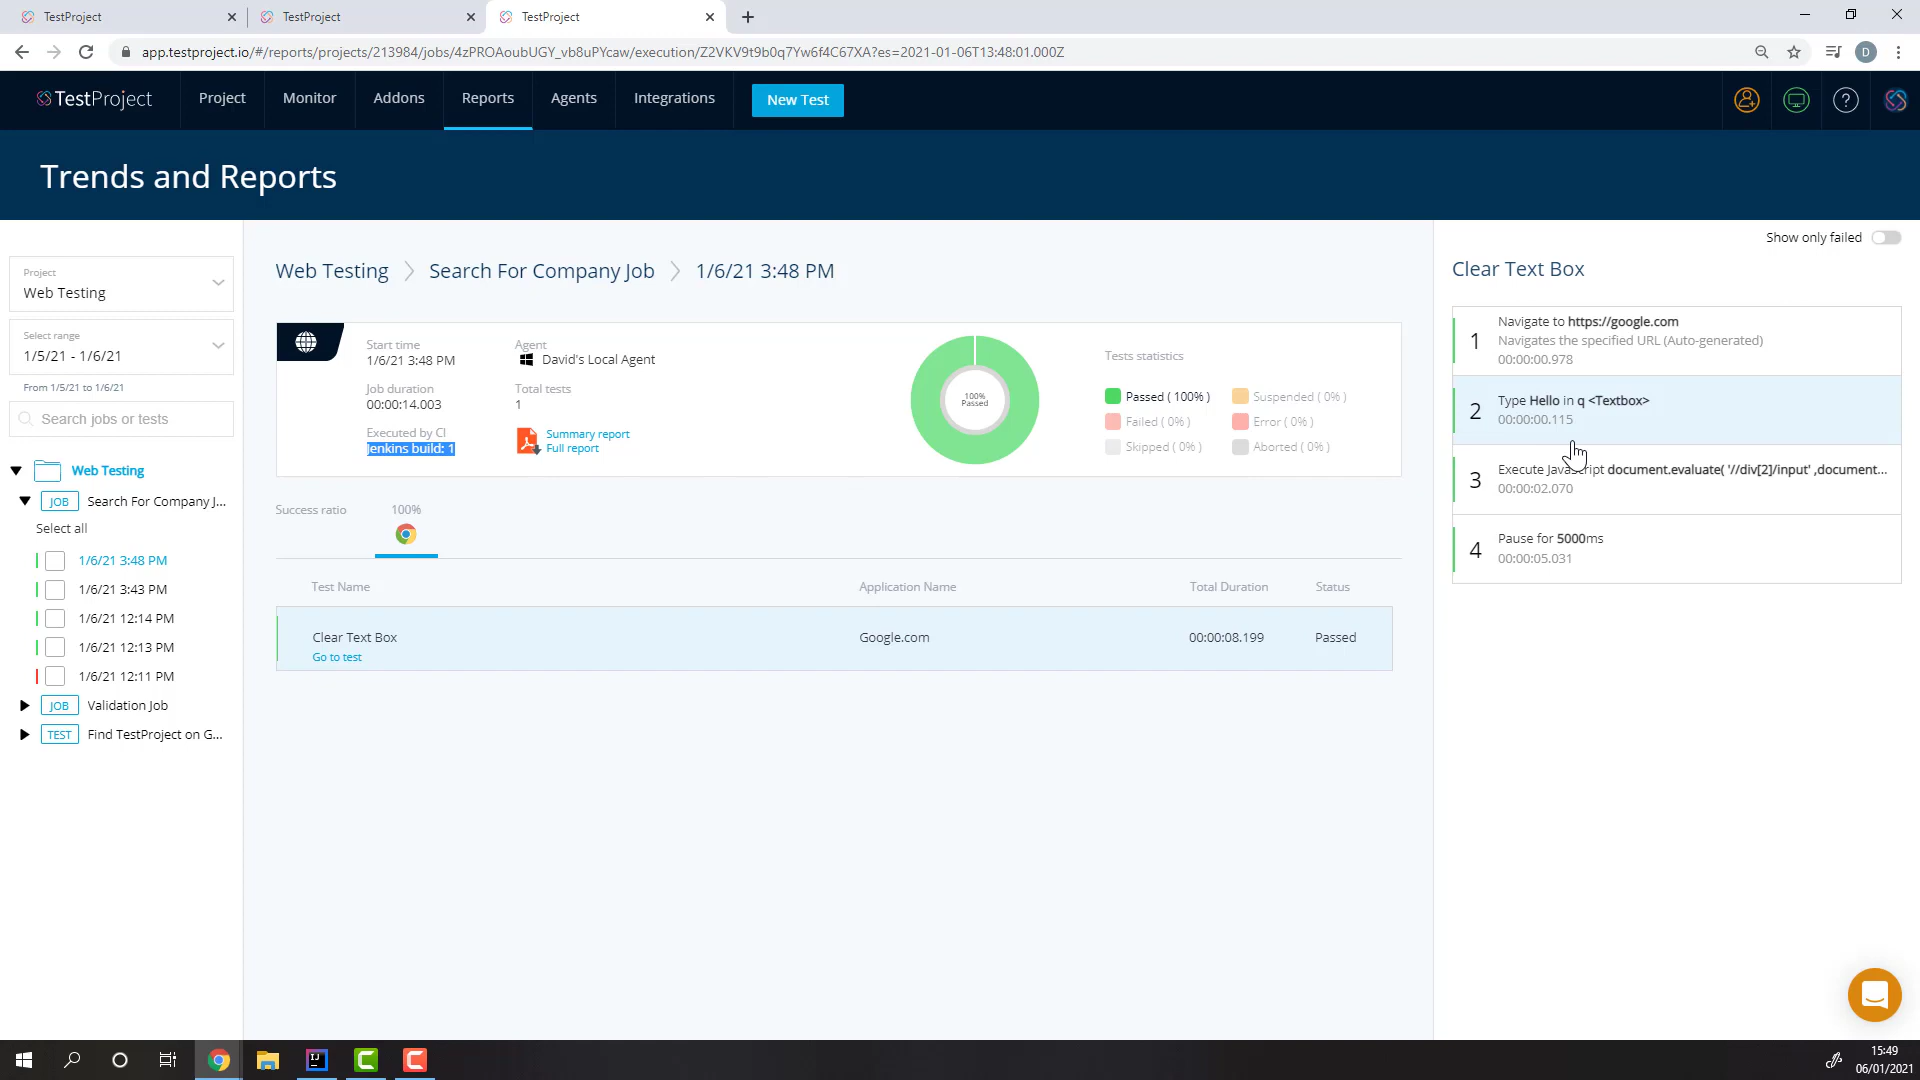 TestProject
TestProject
TestProject
app.testproject.io/#/reports/projects/213984/jobs/4zPROAoubUGY_vb8uPYcaw/execution/Z2VKV9t9b0q7Yw6f4C67XA?es=2021-01-06T13:48:01.000Z
D
TestProject
Project
Monitor
Addons
Reports
Agents
Integrations
New Test
?
Trends and Reports
Project
Web Testing
Select range
1/5/21 - 1/6/21
From 1/5/21 to 1/6/21
Search jobs or tests
Web Testing
JOB Search For Company J...
Select all
1/6/21 3:48 PM
1/6/21 3:43 PM
1/6/21 12:14 PM
1/6/21 12:13 PM
1/6/21 12:11 PM
JOB Validation Job
TEST Find TestProject on G...
Web Testing
Search For Company Job
1/6/21 3:48 PM
Start time
1/6/21 3:48 PM
Job duration
00:00:14.003
Executed by CI
Jenkins build: 1
Agent
David's Local Agent
Total tests
1
Summary report
Full report
100%
Passed
Tests statistics
Passed ( 100% )
Suspended ( 0% )
Failed ( 0% )
Error ( 0% )
Skipped ( 0% )
Aborted ( 0% )
Success ratio
100%
Test Name
Application Name
Total Duration
Status
Clear Text Box
Google.com
00:00:08.199
Passed
Go to test
Show only failed
Clear Text Box
1
Navigate to https://google.com
Navigates the specified URL (Auto-generated)
00:00:00.978
2
Type Hello in q <Textbox>
00:00:00.115
3
Execute JavaScript document.evaluate( '//div[2]/input' ,document...
00:00:02.070
4
Pause for 5000ms
00:00:05.031
15:49
06/01/2021